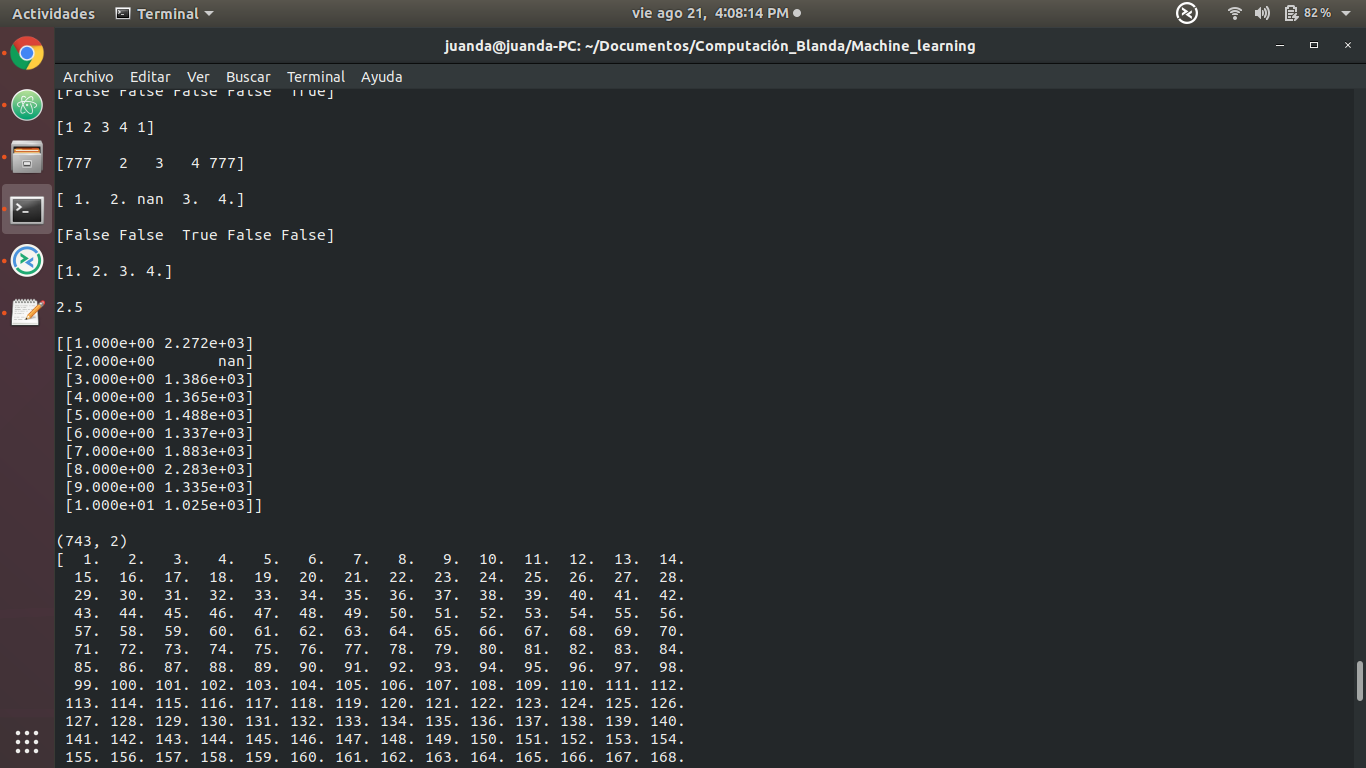 Actividades Terminal vie ago 21, 4:08:14 PM 82 %
juanda@juanda-PC: ~/Documentos/Computación_Blanda/Machine_learning
Archivo Editar Ver Buscar Terminal Ayuda
[False False False False  True]
[1 2 3 4 1]
[777   2   3   4 777]
[ 1.  2. nan  3.  4.]
[False False  True False False]
[1. 2. 3. 4.]
2.5
[[1.000e+00 2.272e+03]
 [2.000e+00       nan]
 [3.000e+00 1.386e+03]
 [4.000e+00 1.365e+03]
 [5.000e+00 1.488e+03]
 [6.000e+00 1.337e+03]
 [7.000e+00 1.883e+03]
 [8.000e+00 2.283e+03]
 [9.000e+00 1.335e+03]
 [1.000e+01 1.025e+03]]
(743, 2)
[  1.   2.   3.   4.   5.   6.   7.   8.   9.  10.  11.  12.  13.  14.
  15.  16.  17.  18.  19.  20.  21.  22.  23.  24.  25.  26.  27.  28.
  29.  30.  31.  32.  33.  34.  35.  36.  37.  38.  39.  40.  41.  42.
  43.  44.  45.  46.  47.  48.  49.  50.  51.  52.  53.  54.  55.  56.
  57.  58.  59.  60.  61.  62.  63.  64.  65.  66.  67.  68.  69.  70.
  71.  72.  73.  74.  75.  76.  77.  78.  79.  80.  81.  82.  83.  84.
  85.  86.  87.  88.  89.  90.  91.  92.  93.  94.  95.  96.  97.  98.
  99. 100. 101. 102. 103. 104. 105. 106. 107. 108. 109. 110. 111. 112.
 113. 114. 115. 116. 117. 118. 119. 120. 121. 122. 123. 124. 125. 126.
 127. 128. 129. 130. 131. 132. 133. 134. 135. 136. 137. 138. 139. 140.
 141. 142. 143. 144. 145. 146. 147. 148. 149. 150. 151. 152. 153. 154.
 155. 156. 157. 158. 159. 160. 161. 162. 163. 164. 165. 166. 167. 168.